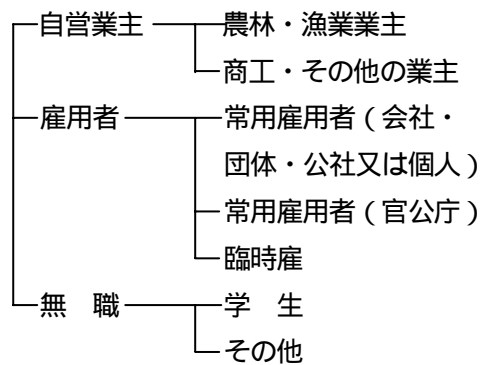 自営業主 農林・漁業業主
商工・その他の業主
雇用者 常用雇用者(会社・
団体・公社又は個人)
常用雇用者(官公庁)
臨時雇
無 職 学 生
その他